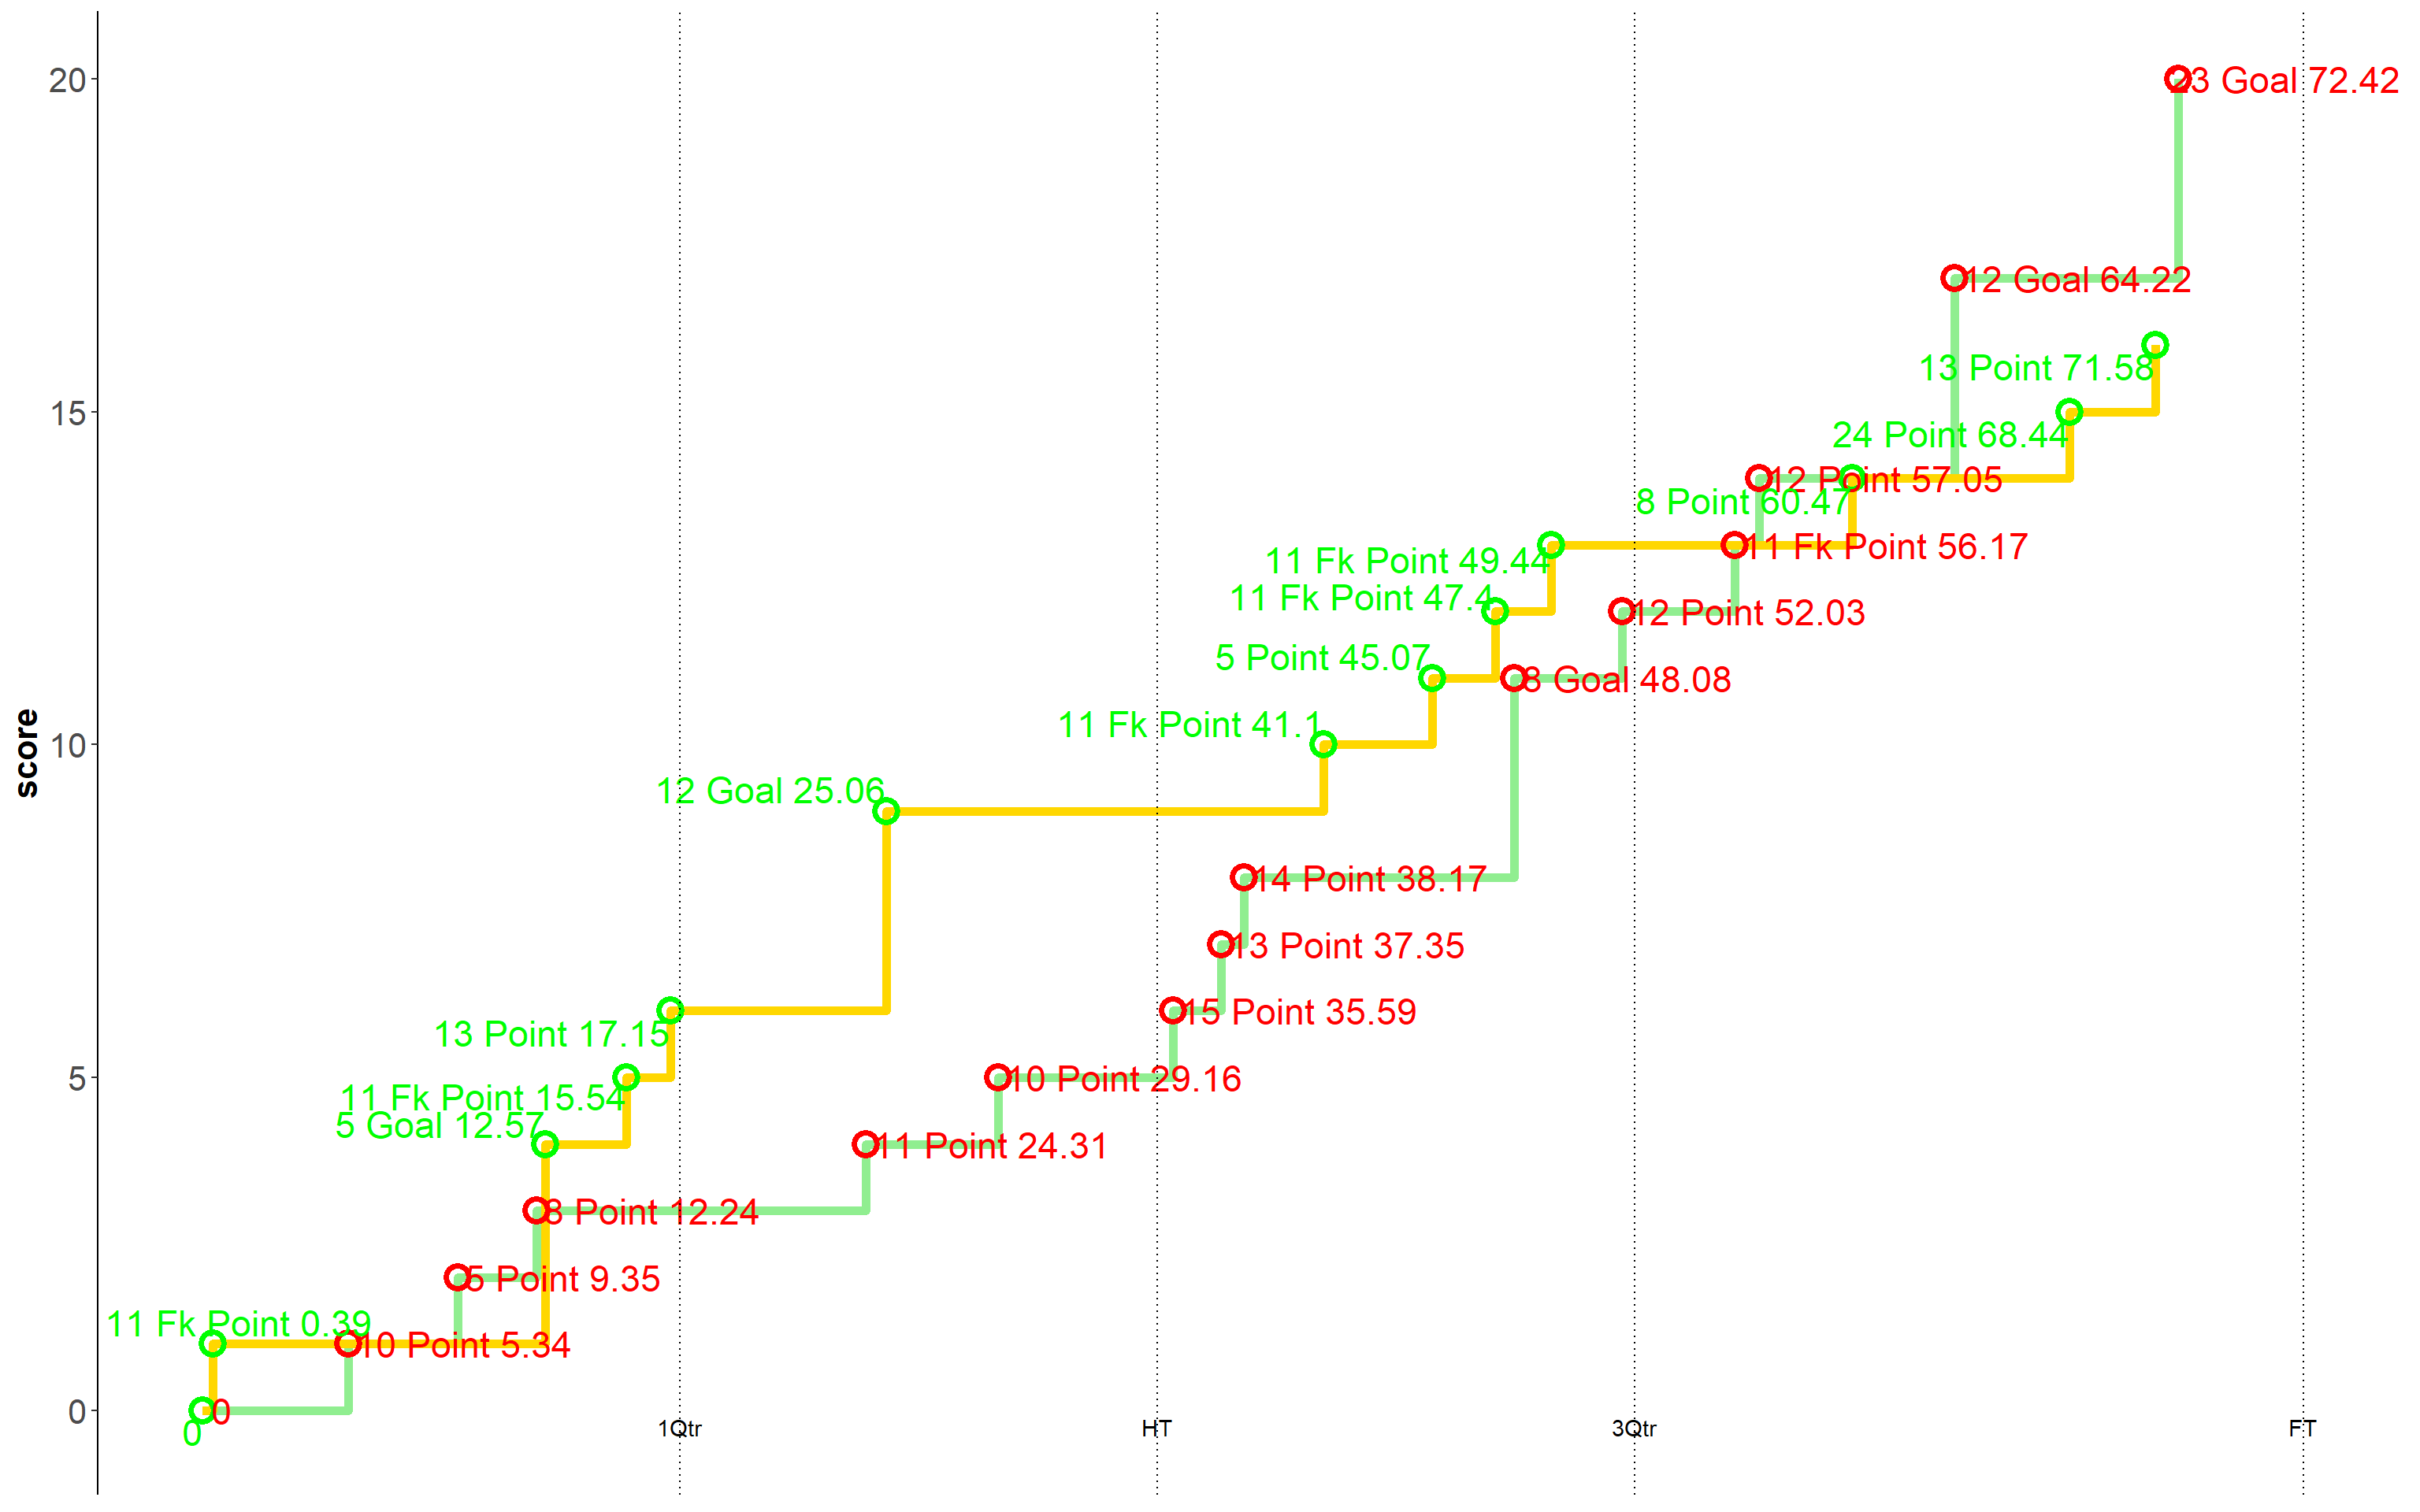 20
23 Goal 72.42
12 Goal 64.22
13 Point 71.58
15
24 Point 68.44
12 Point 57.05
8 Point 60.47
11 Fk Point 49.44
11 Fk Point 56.17
11 Fk Point 47.4
12 Point 52.03
5 Point 45.07
8 Goal 48.08
11 Fk Point 41.1
10
score
12 Goal 25.06
14 Point 38.17
13 Point 37.35
15 Point 35.59
13 Point 17.15
5
10 Point 29.16
11 Fk Point 15.54
5 Goal 12.57
11 Point 24.31
8 Point 12.24
5 Point 9.35
11 Fk Point 0.39
10 Point 5.34
0
0
0
1Qtr
HT
3Qtr
FT